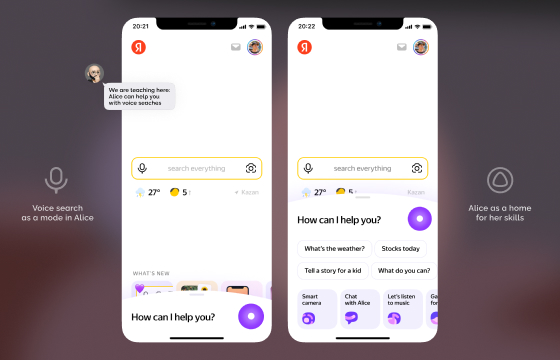 20:21
Я
We are teaching here:
Alice can help you
with voice seaches
search everything
27° 5
Kazan
WHAT'S NEW
How can I help you?
Voice search
as a mode in Alice
20:22
Я
search everything
27° 5
Kazan
How can I help you?
What's the weather?
Stocks today
Tell a story for a kid
What do you can?
Smart
camera
Chat
with Alice
Let's listen
to music
Alice as a home
for her skills